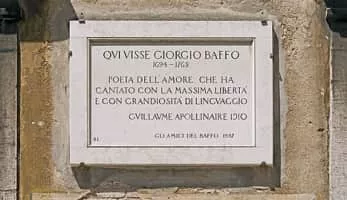 QVI VISSE GIORGIO BAFFO
1694-1768
POETA DELL'AMORE CHE HA
CANTATO CON LA MASSIMA LIBERTÀ
E CON GRANDIOSITÀ DI LINGVAGGIO
GVILLAVME APOLLINAIRE 1910
GLI AMICI DEL BAFFO